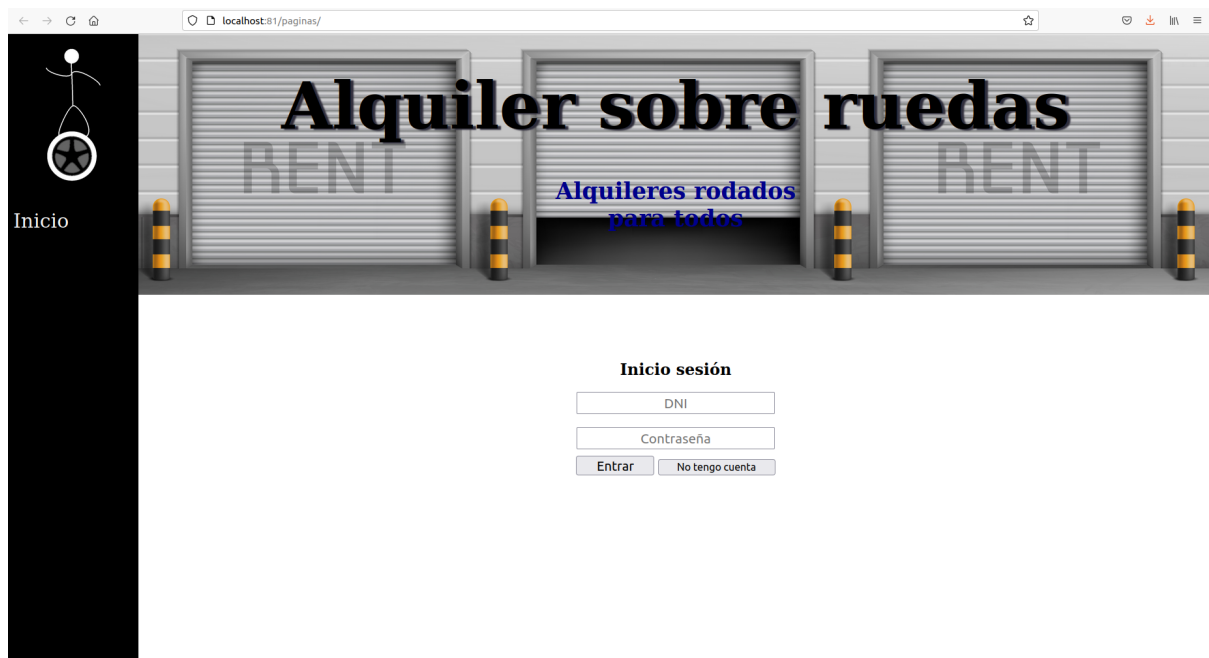 localhost:81/paginas/
Alquiler sobre ruedas
RENT
RENT
Alquileres rodados
para todos
Inicio
Inicio sesión
DNI
Contraseña
Entrar
No tengo cuenta